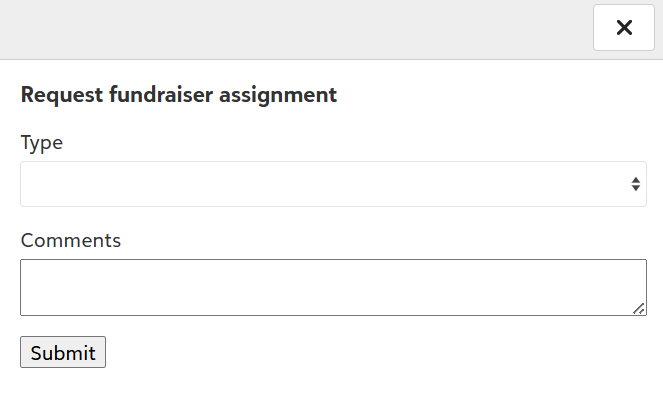 Request fundraiser assignment
Type
Comments
Submit